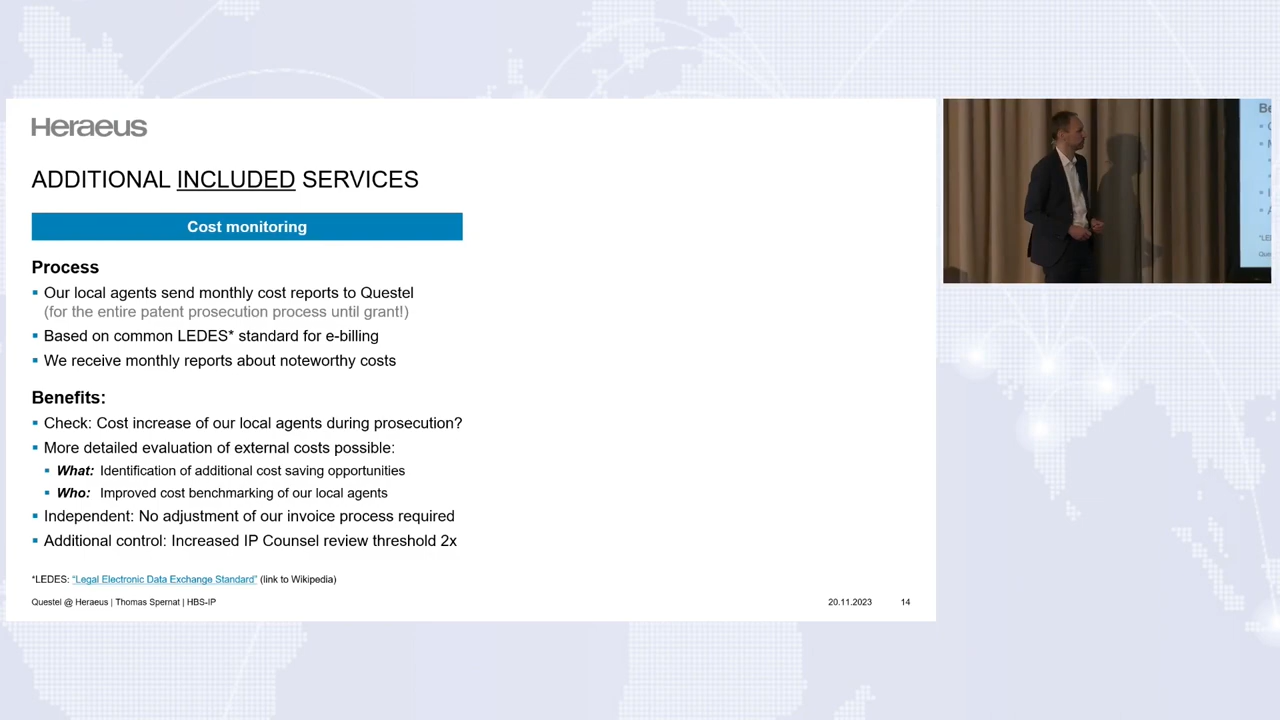 Heraeus
ADDITIONAL INCLUDED SERVICES
Cost monitoring
Process
▪ Our local agents send monthly cost reports to Questel
(for the entire patent prosecution process until grant!)
▪ Based on common LEDES* standard for e-billing
▪ We receive monthly reports about noteworthy costs
Benefits:
▪ Check: Cost increase of our local agents during prosecution?
▪ More detailed evaluation of external costs possible:
▪ What: Identification of additional cost saving opportunities
▪ Who: Improved cost benchmarking of our local agents
▪ Independent: No adjustment of our invoice process required
▪ Additional control: Increased IP Counsel review threshold 2x
*LEDES: “Legal Electronic Data Exchange Standard” (link to Wikipedia)
Questel @ Heraeus | Thomas Spernat | HBS-IP
20.11.2023 14
Be